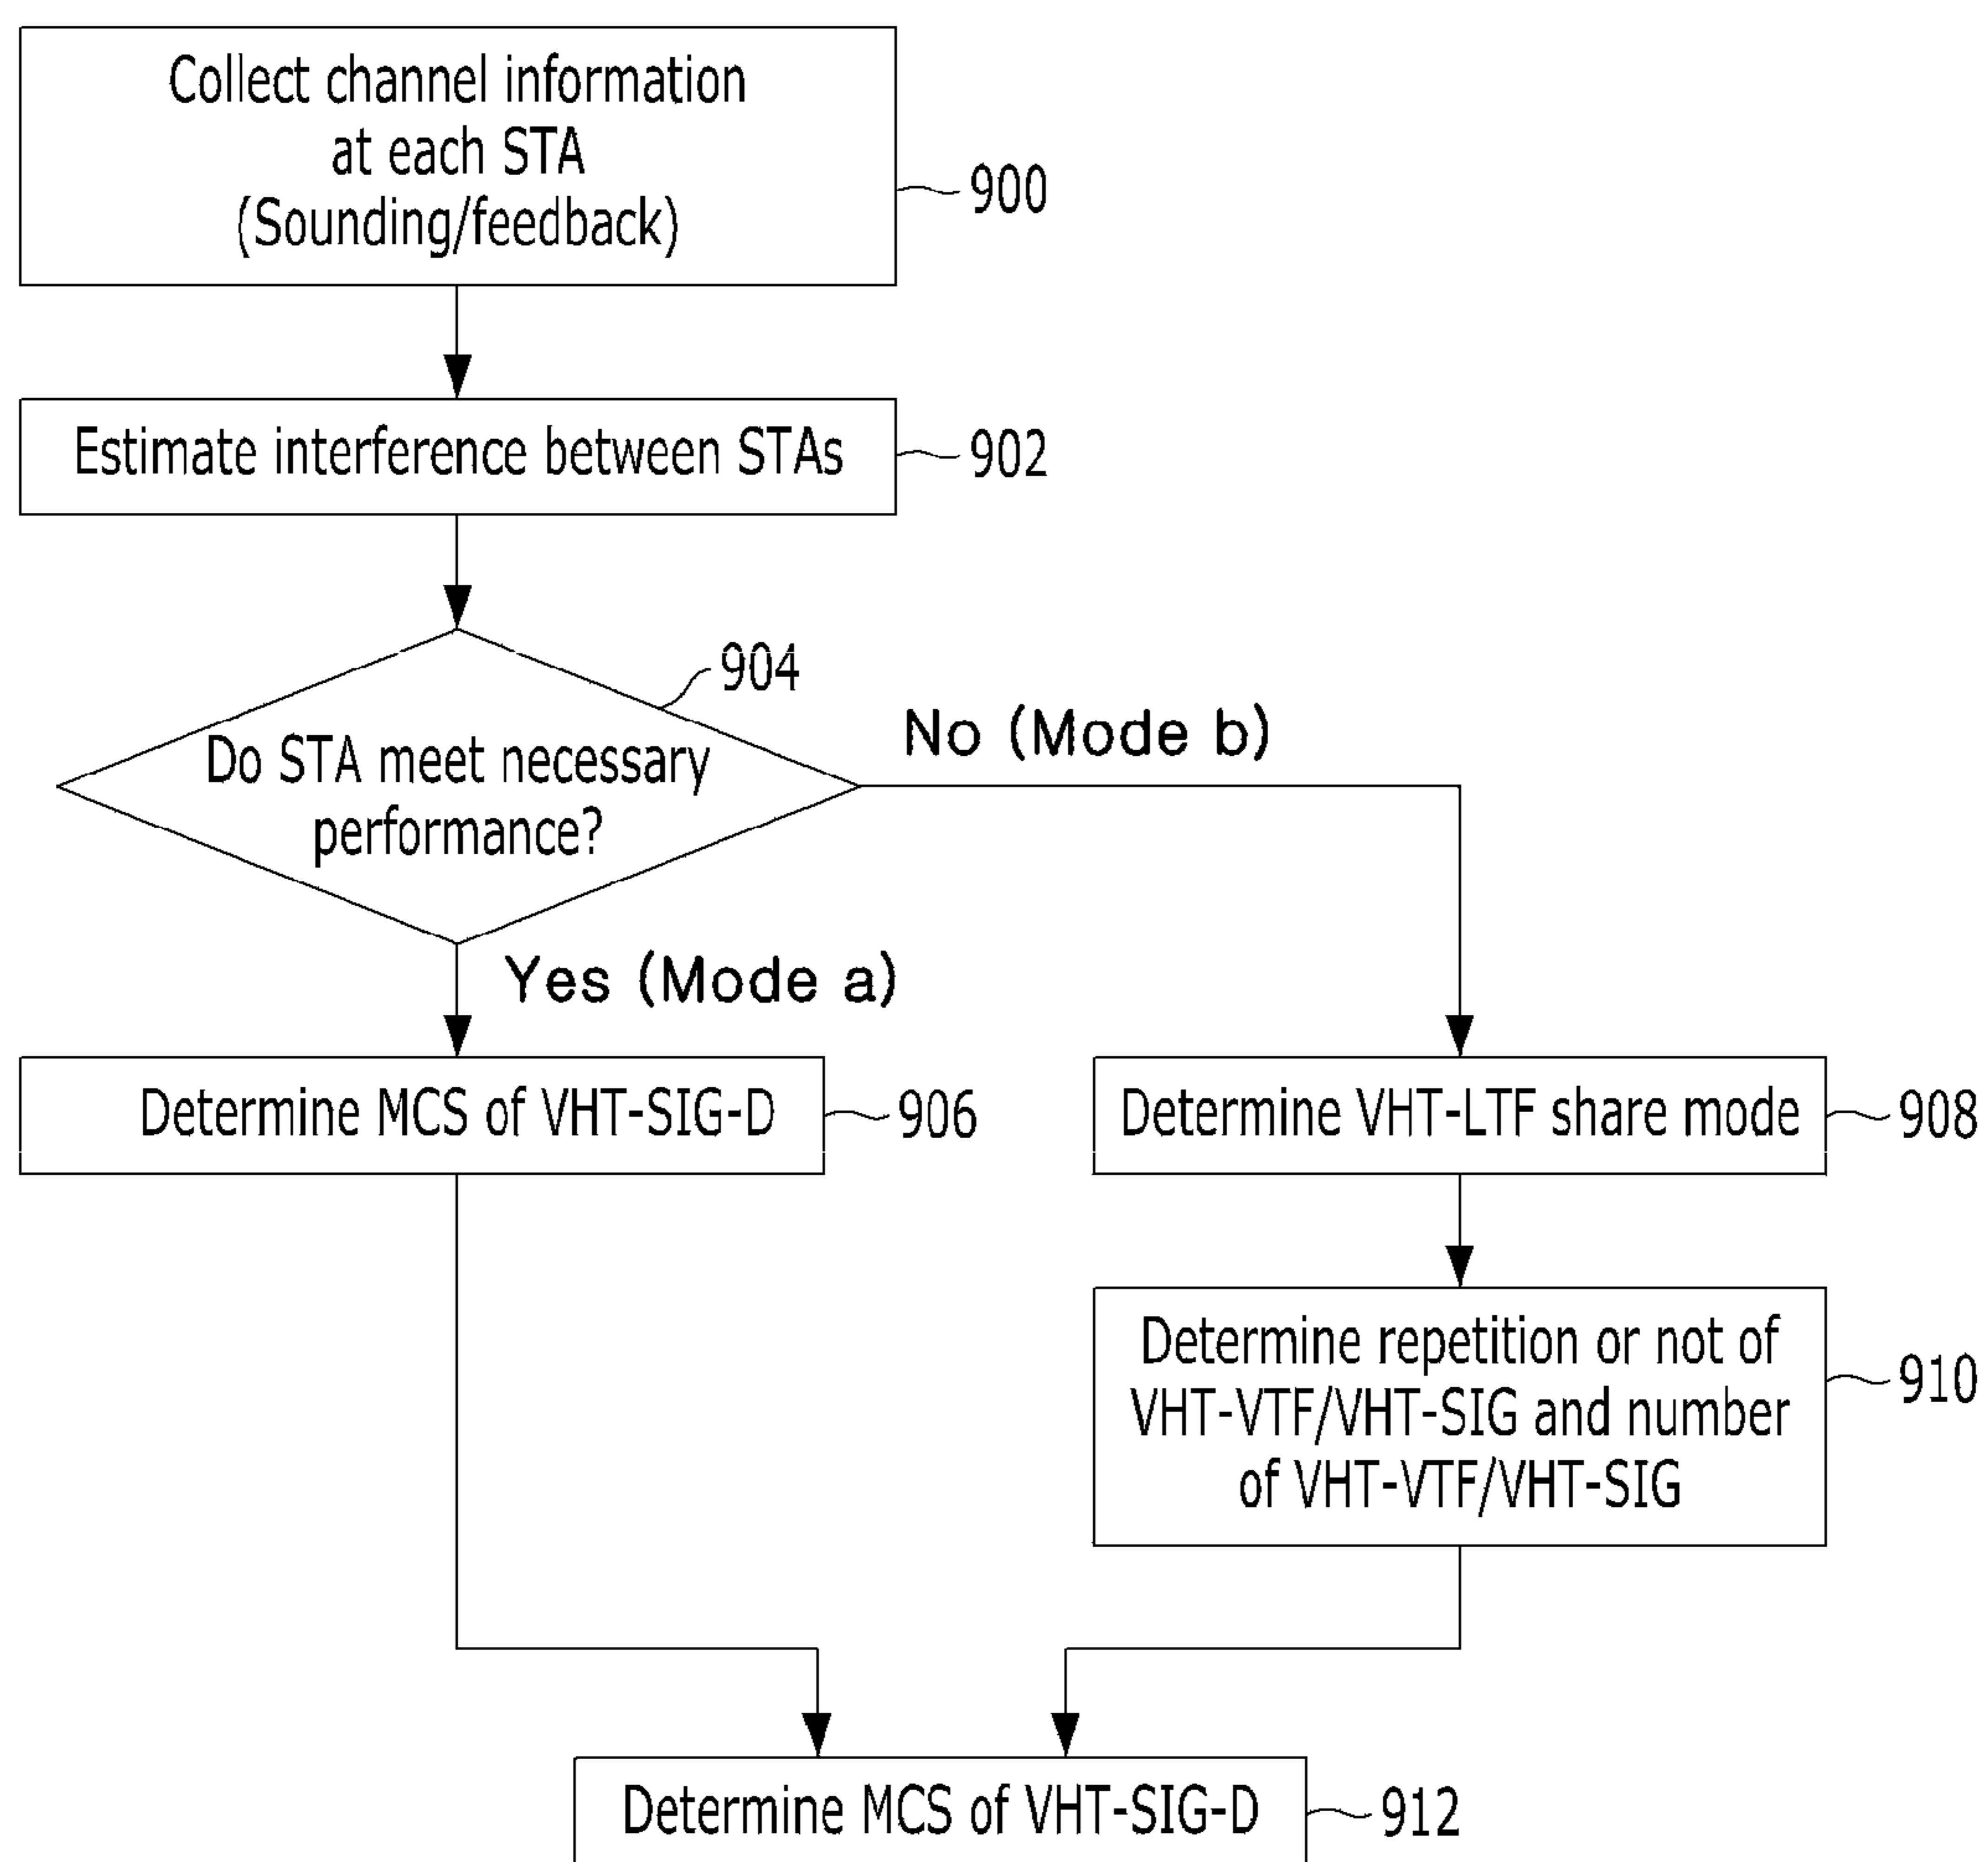 Collect channel information
at each STA
(Sounding/feedback)
900
Estimate interference between STAs
902
904
Do STA meet necessary
performance?
No (Mode b)
Yes (Mode a)
Determine MCS of VHT-SIG-D
906
Determine VHT-LTF share mode
908
Determine repetition or not of
VHT-VTF/VHT-SIG and number
of VHT-VTF/VHT-SIG
910
Determine MCS of VHT-SIG-D
912